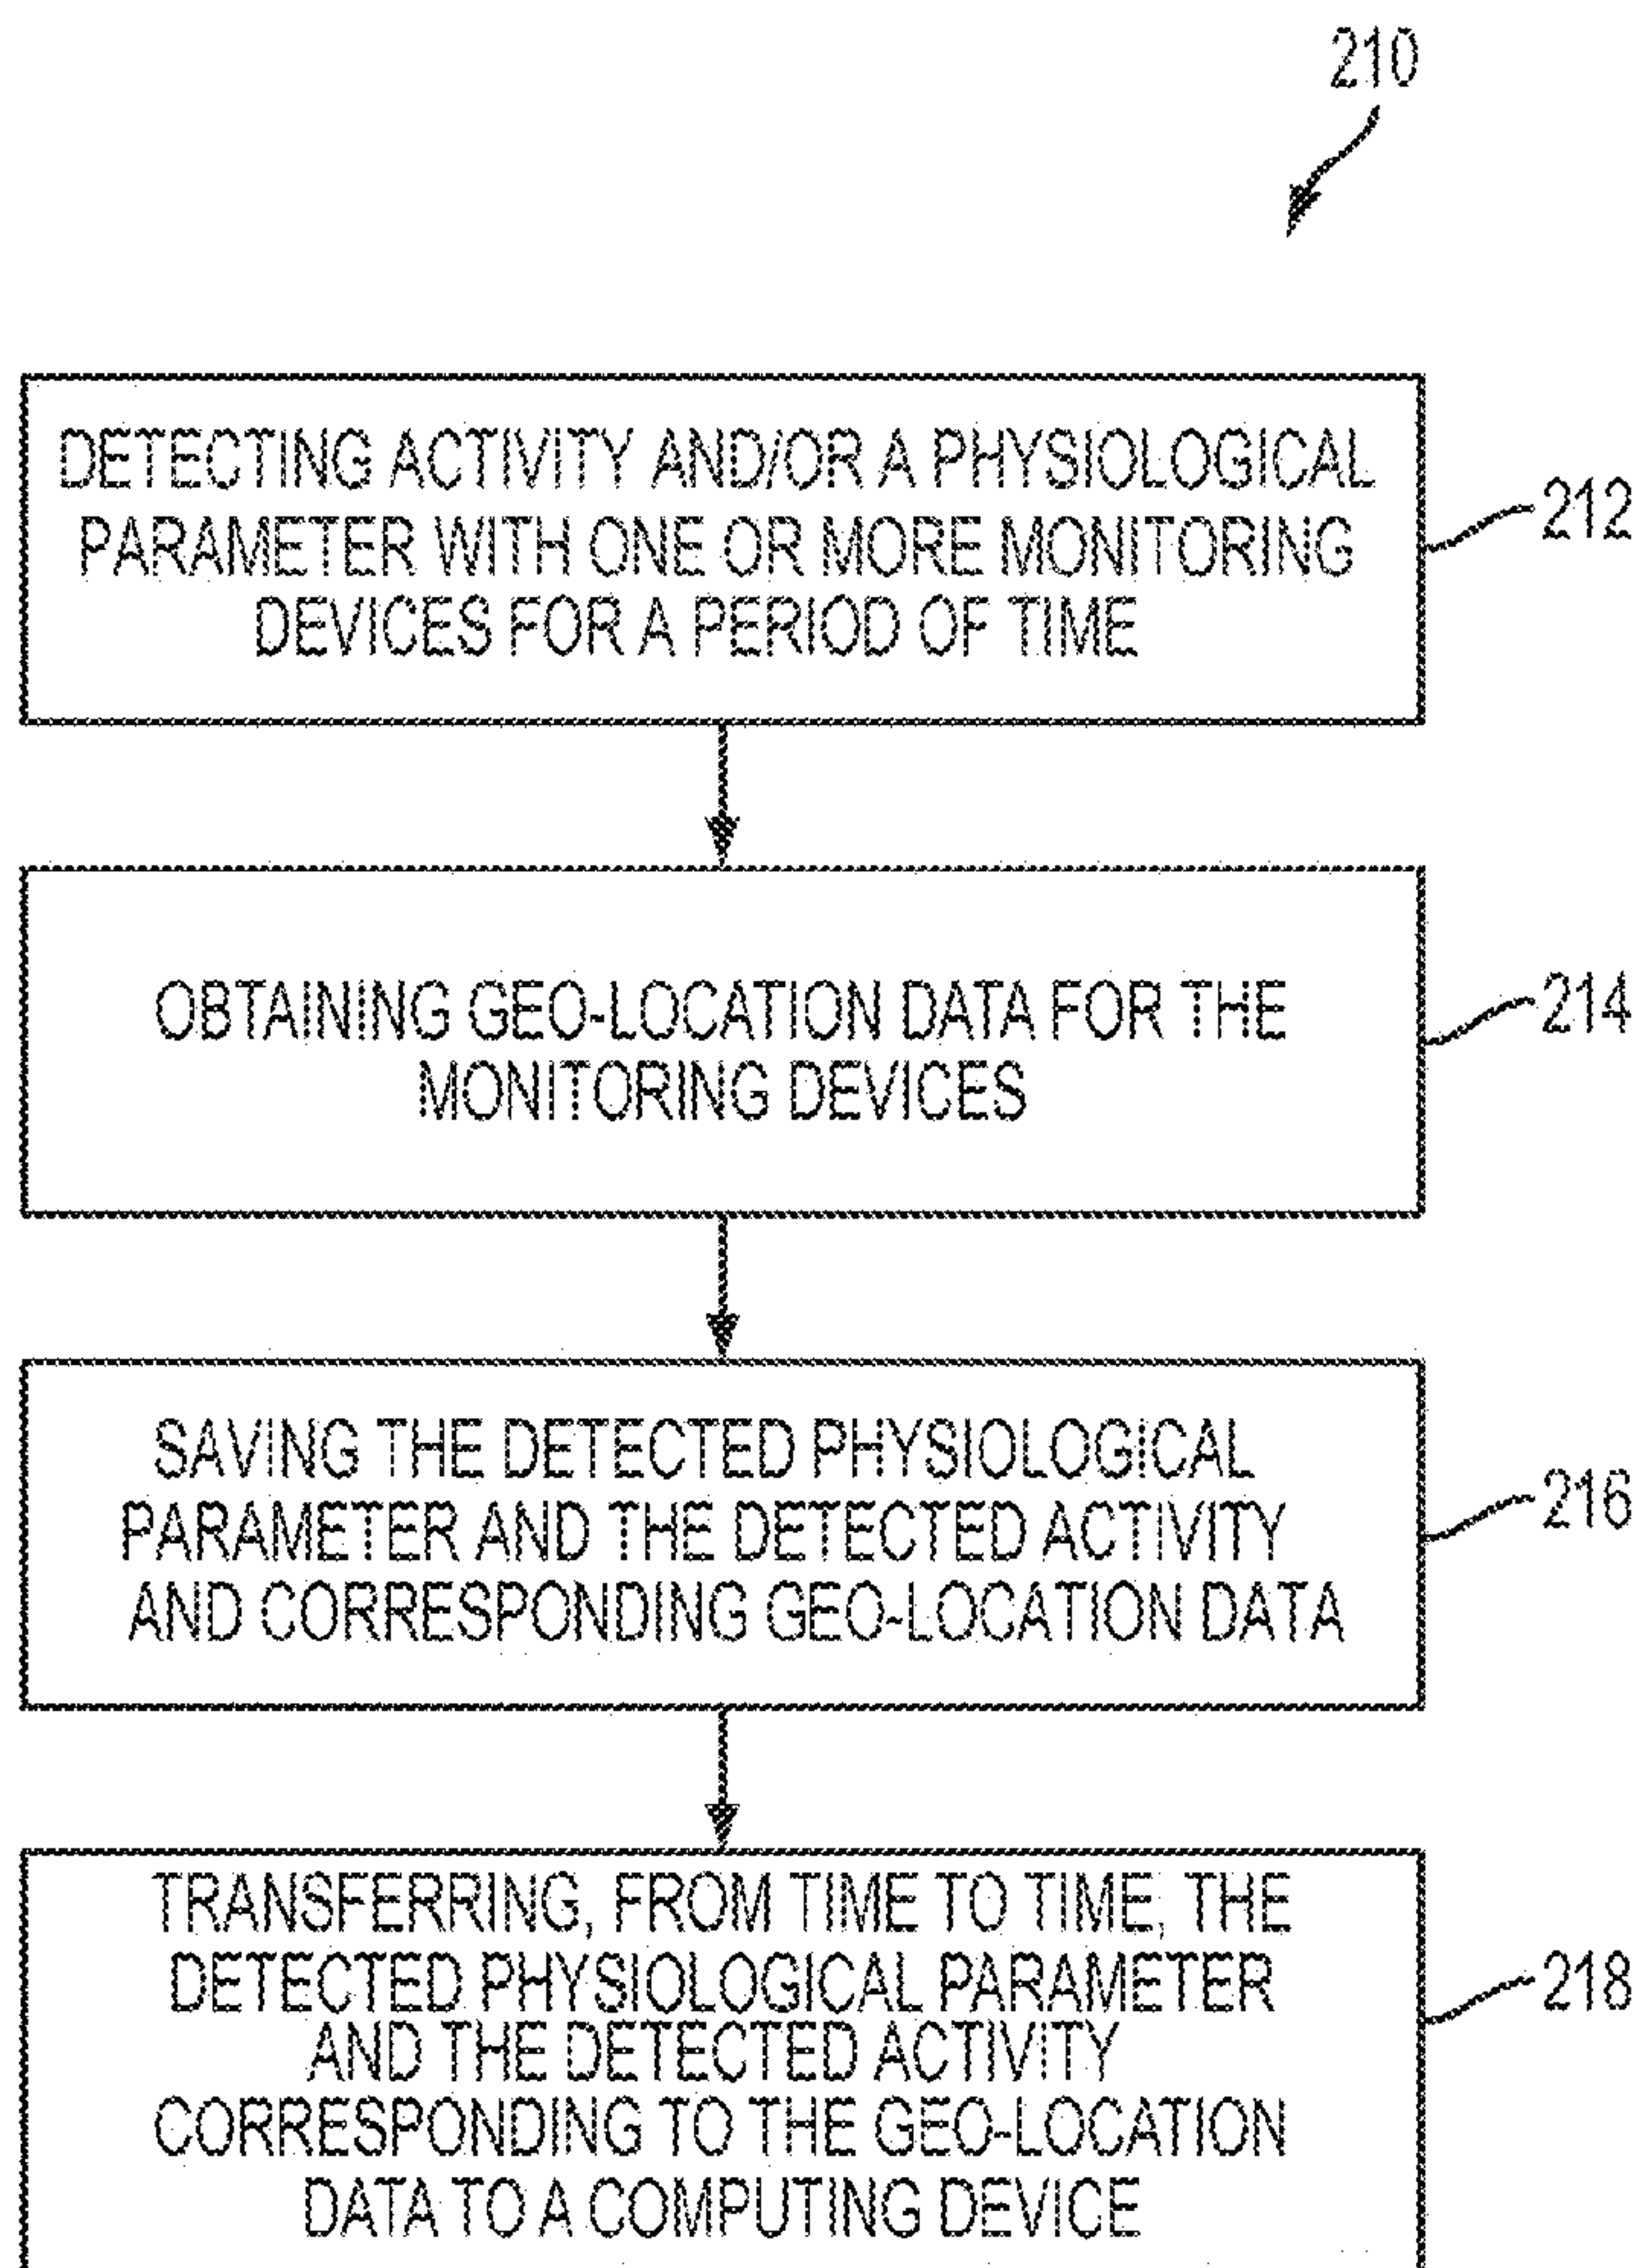 210
DETECTING ACTIVITY AND/OR A PHYSIOLOGICAL
PARAMETER WITH ONE OR MORE MONITORING
DEVICES FOR A PERIOD OF TIME
212
OBTAINING GEO-LOCATION DATA FOR THE
MONITORING DEVICES
214
SAVING THE DETECTED PHYSIOLOGICAL
PARAMETER AND THE DETECTED ACTIVITY
AND CORRESPONDING GEO-LOCATION DATA
216
TRANSFERRING, FROM TIME TO TIME, THE
DETECTED PHYSIOLOGICAL PARAMETER
AND THE DETECTED ACTIVITY
CORRESPONDING TO THE GEO-LOCATION
DATA TO A COMPUTING DEVICE
218